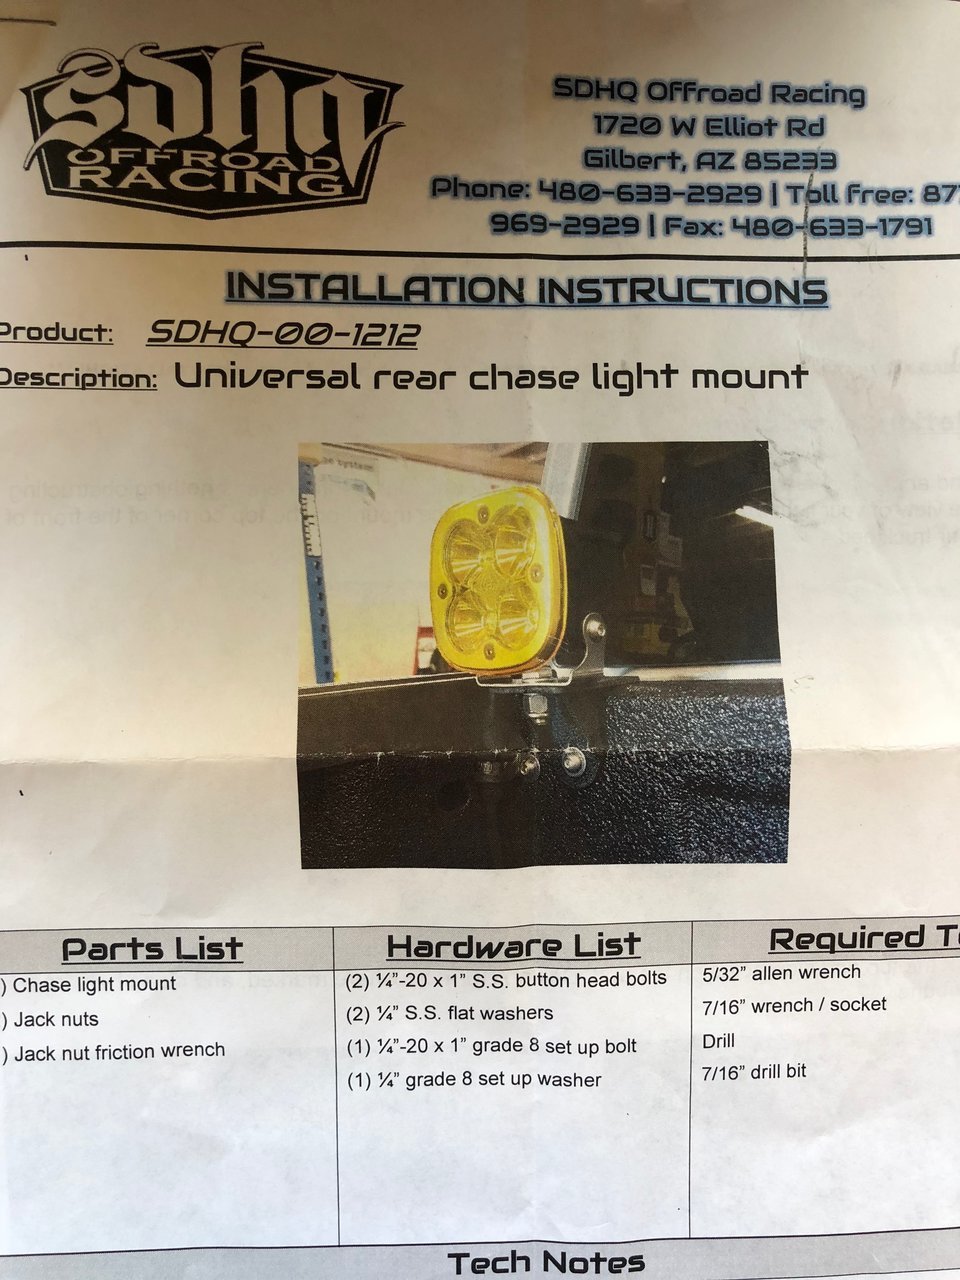 sdhq
OFFROAD
RACING
SDHQ Offroad Racing
1720 W Elliot Rd
Gilbert, AZ 85233
Phone: 480-633-2929 | Toll free: 877
969-2929 | Fax: 480-633-1791
INSTALLATION INSTRUCTIONS
Product: SDHQ-00-1212
Description: Universal rear chase light mount
Parts List
) Chase light mount
) Jack nuts
) Jack nut friction wrench
Hardware List
(2) ¼”-20 x 1” S.S. button head bolts
(2) ¼” S.S. flat washers
(1) ¼”-20 x 1” grade 8 set up bolt
(1) ¼” grade 8 set up washer
Required
5/32” allen wrench
7/16” wrench / socket
Drill
7/16” drill bit
Tech Notes